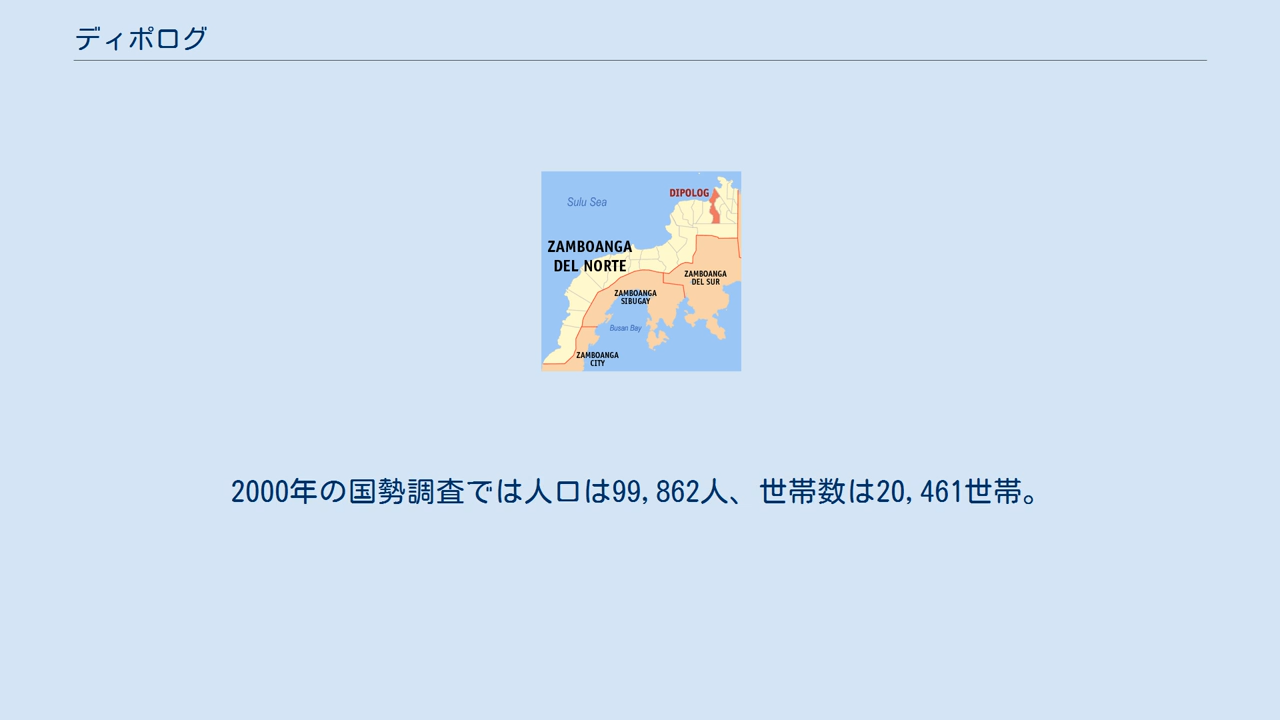 ディポログ
Sulu Sea
DIPOLOG
ZAMBOANGA
DEL NORTE
ZAMBOANGA
DEL SUR
ZAMBOANGA
SIBUGAY
Busan Bay
ZAMBOANGA
CITY
2000年の国勢調査では人口は99,862人、世帯数は20,461世帯。